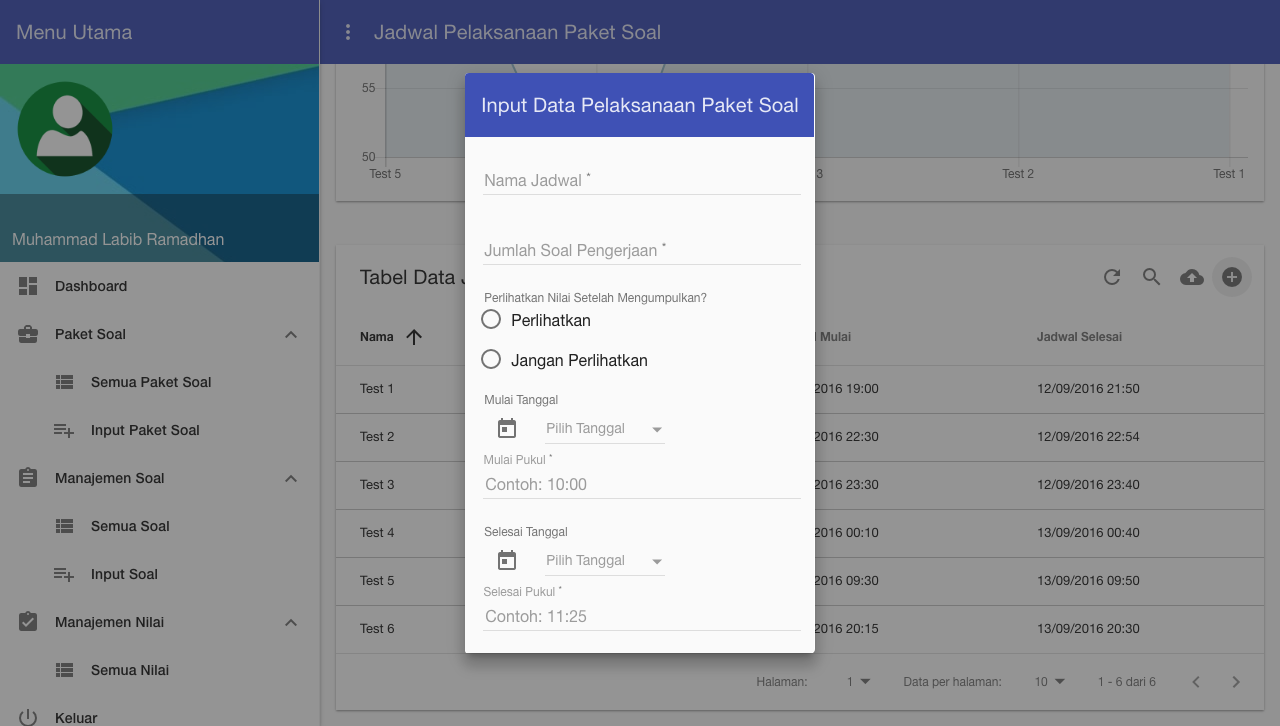 Menu Utama
Jadwal Pelaksanaan Paket Soal
Muhammad Labib Ramadhan
Dashboard
Paket Soal
Semua Paket Soal
Input Paket Soal
Manajemen Soal
Semua Soal
Input Soal
Manajemen Nilai
Semua Nilai
Keluar
55
50
Test 5
3
Test 2
Test 1
Tabel Data J
Nama
Mulai
Jadwal Selesai
Test 1
2016 19:00
12/09/2016 21:50
Test 2
2016 22:30
12/09/2016 22:54
Test 3
2016 23:30
12/09/2016 23:40
Test 4
2016 00:10
13/09/2016 00:40
Test 5
2016 09:30
13/09/2016 09:50
Test 6
2016 20:15
13/09/2016 20:30
Halaman:
1
Data per halaman:
10
1 - 6 dari 6
Input Data Pelaksanaan Paket Soal
Nama Jadwal *
Jumlah Soal Pengerjaan *
Perlihatkan Nilai Setelah Mengumpulkan?
Perlihatkan
Jangan Perlihatkan
Mulai Tanggal
Pilih Tanggal
Mulai Pukul *
Contoh: 10:00
Selesai Tanggal
Pilih Tanggal
Selesai Pukul *
Contoh: 11:25